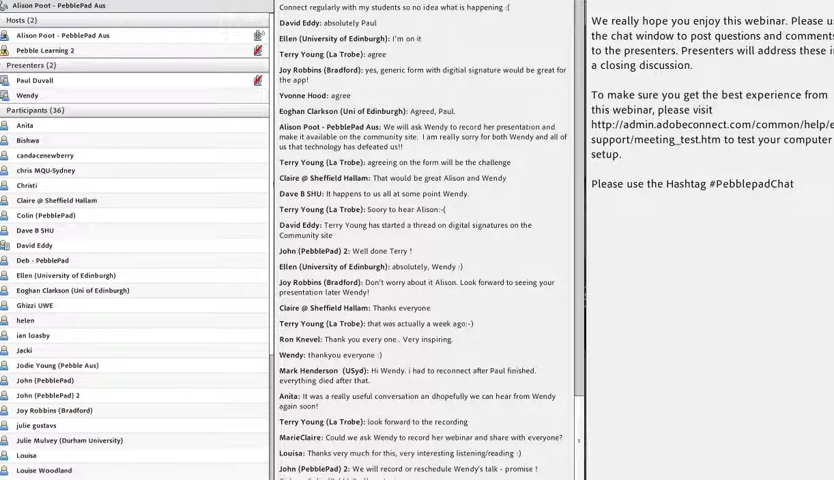 Alison Poot - PebblePad Aus
Hosts (2)
Alison Poot - PebblePad Aus
Pebble Learning 2
Presenters (2)
Paul Duvall
Wendy
Participants (36)
Anita
Bishwa
candacenewberry
chris MQU-Sydney
Christi
Claire @ Sheffield Hallam
Colin (PebblePad)
Dave B SHU
David Eddy
Deb - PebblePad
Ellen (University of Edinburgh)
Eoghan Clarkson (Uni of Edinburgh)
Ghizzi UWE
helen
ian loasby
Jacki
Jodie Young (Pebble Aus)
John (PebblePad)
John (PebblePad) 2
Joy Robbins (Bradford)
julie gustavs
Julie Mulvey (Durham University)
Louisa
Louise Woodland
Connect regularly with my students so no idea what is happening :(
David Eddy: absolutely Paul
Ellen (University of Edinburgh): I'm on it
Terry Young (La Trobe): agree
Joy Robbins (Bradford): yes, generic form with digitial signature would be great for
the app!
Yvonne Hood: agree
Eoghan Clarkson (Uni of Edinburgh): Agreed, Paul.
Alison Poot - PebblePad Aus: We will ask Wendy to record her presentation and
make it available on the community site. I am really sorry for both Wendy and all of
us that technology has defeated us!!
Terry Young (La Trobe): agreeing on the form will be the challenge
Claire @ Sheffield Hallam: That would be great Alison and Wendy
Dave B SHU: It happens to us all at some point Wendy.
Terry Young (La Trobe): Soory to hear Alison:-(
David Eddy: Terry Young has started a thread on digital signatures on the
Community site
John (PebblePad) 2: Well done Terry !
Ellen (University of Edinburgh): absolutely, Wendy :)
Joy Robbins (Bradford): Don't worry about it Alison. Look forward to seeing your
presentation later Wendy!
Claire @ Sheffield Hallam: Thanks everyone
Terry Young (La Trobe): that was actually a week ago:-)
Ron Knevel: Thank you every one.. Very inspiring.
Wendy: thankyou everyone :)
Mark Henderson (USyd): Hi Wendy. i had to reconnect after Paul finished.
everything died after that.
Anita: It was a really useful conversation an dhopefully we can hear from Wendy
again soon!
Terry Young (La Trobe): look forward to the recording
MarieClaire: Could we ask Wendy to record her webinar and share with everyone?
Louisa: Thanks very much for this, very interesting listening/reading :)
John (PebblePad) 2: We will record or reschedule Wendy's talk - promise !
We really hope you enjoy this webinar. Please us
the chat window to post questions and comments
to the presenters. Presenters will address these in
a closing discussion.
To make sure you get the best experience from
this webinar, please visit
http://admin.adobeconnect.com/common/help/e
support/meeting_test.htm to test your computer
setup.
Please use the Hashtag #PebblepadChat